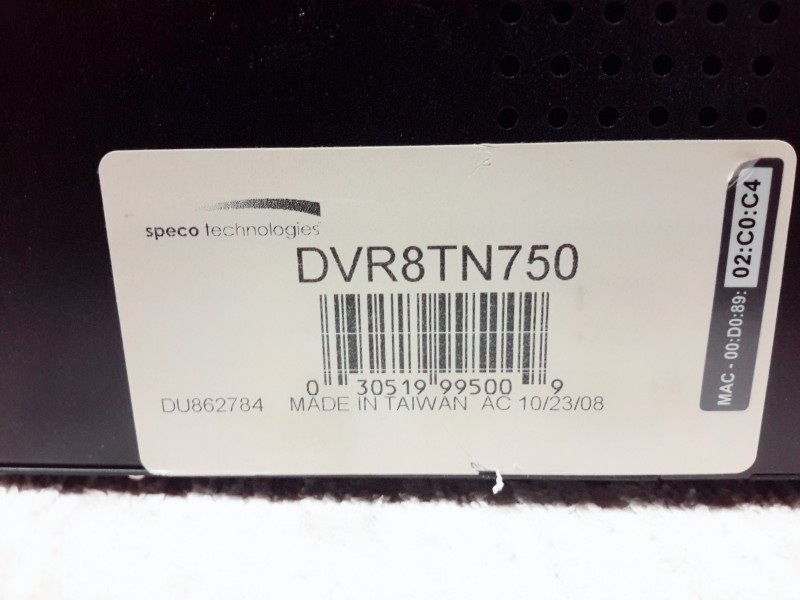 speco technologies
DVR8TN750
0 30519 99500 9
DU862784 MADE IN TAIWAN AC 10/23/08
MAC - 00:D0:89: 02:C0:C4